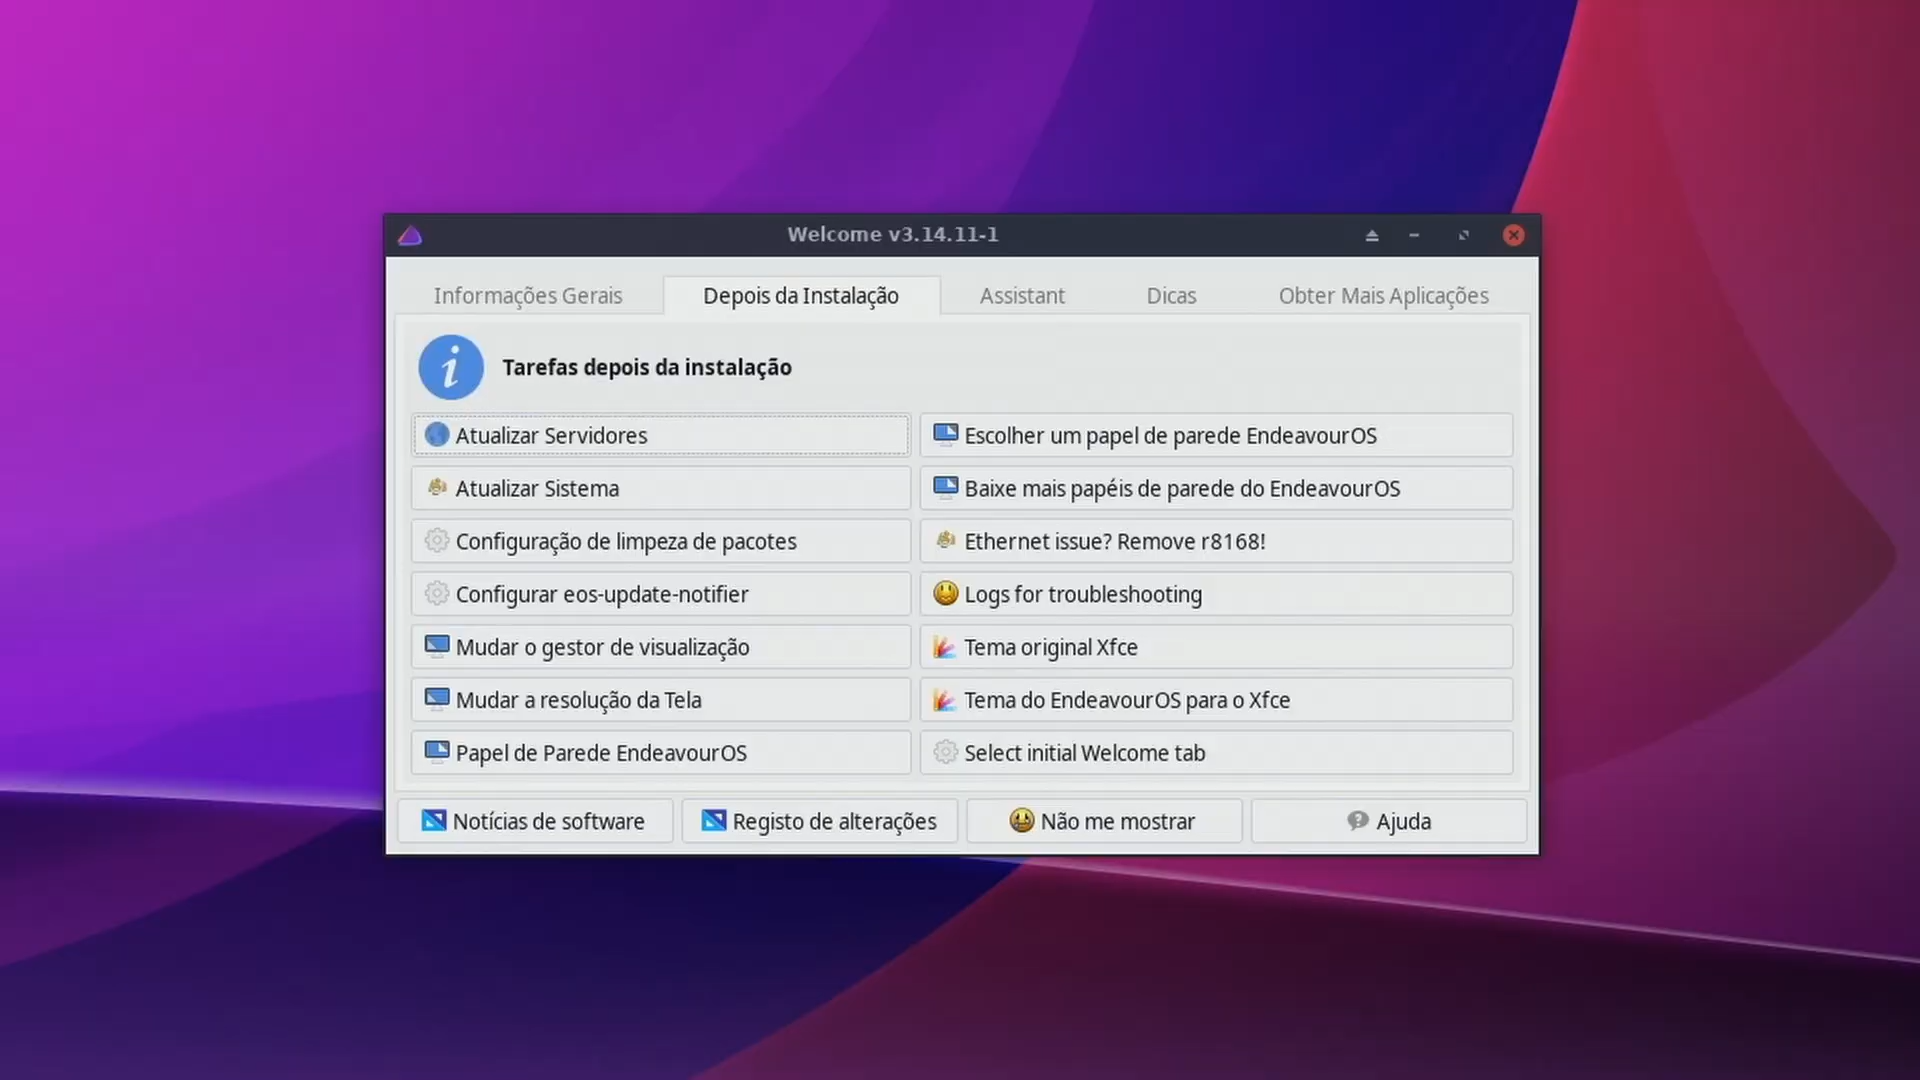 Welcome v3.14.11-1
Informações Gerais
Depois da Instalação
Assistant
Dicas
Obter Mais Aplicações
Tarefas depois da instalação
Atualizar Servidores
Escolher um papel de parede EndeavourOS
Atualizar Sistema
Baixe mais papéis de parede do EndeavourOS
Configuração de limpeza de pacotes
Ethernet issue? Remove r8168!
Configurar eos-update-notifier
Logs for troubleshooting
Mudar o gestor de visualização
Tema original Xfce
Mudar a resolução da Tela
Tema do EndeavourOS para o Xfce
Papel de Parede EndeavourOS
Select initial Welcome tab
Notícias de software
Registo de alterações
Não me mostrar
Ajuda